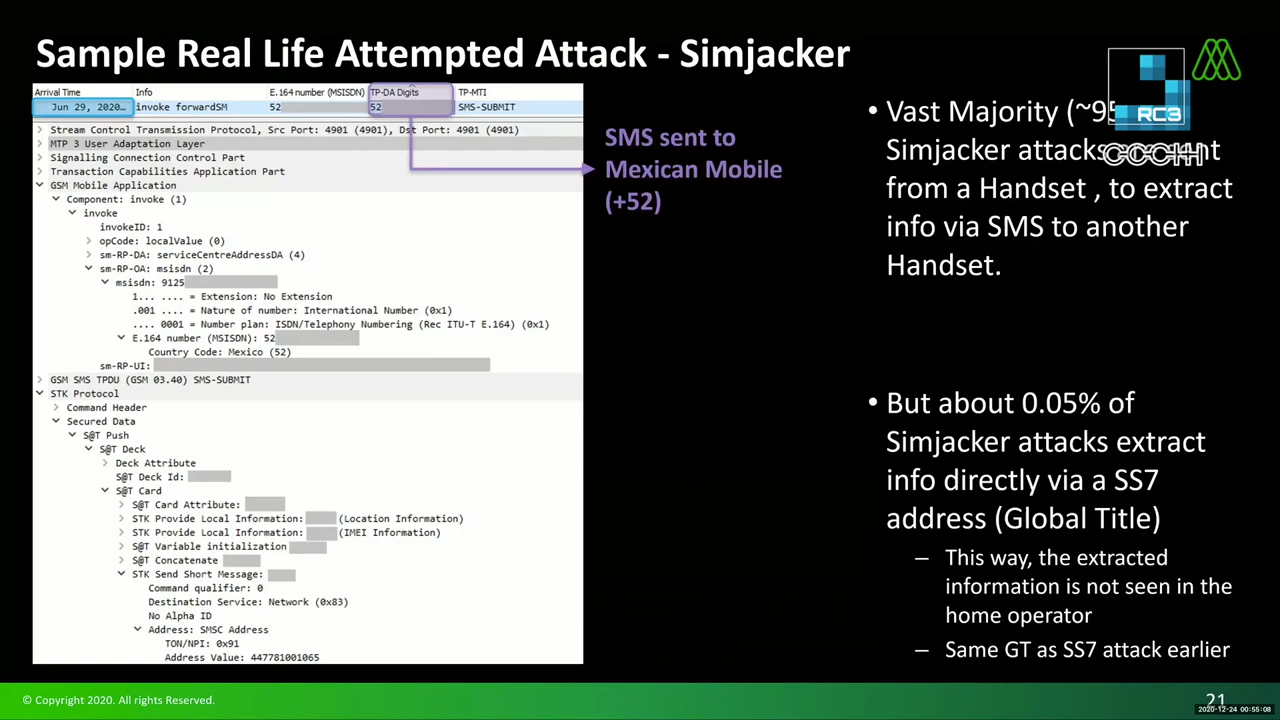 Sample Real Life Attempted Attack - Simjacker
Arrival Time Info E.164 number (MSISDN) TP-DA Digits TP-MTI
Jun 29, 2020… invoke forwardSM 52 52 SMS-SUBMIT
Stream Control Transmission Protocol, Src Port: 4901 (4901), Dst Port: 4901 (4901)
MTP 3 User Adaptation Layer
Signalling Connection Control Part
Transaction Capabilities Application Part
GSM Mobile Application
Component: invoke (1)
invoke
invokeID: 1
opCode: localValue (0)
sm-RP-DA: serviceCentreAddressDA (4)
sm-RP-OA: msisdn (2)
msisdn: 9125
1... .... = Extension: No Extension
.001 .... = Nature of number: International Number (0x1)
.... 0001 = Number plan: ISDN/Telephony Numbering (Rec ITU-T E.164) (0x1)
E.164 number (MSISDN): 52
Country Code: Mexico (52)
sm-RP-UI:
GSM SMS TPDU (GSM 03.40) SMS-SUBMIT
STK Protocol
Command Header
Secured Data
S@T Push
S@T Deck
Deck Attribute
S@T Deck Id:
S@T Card
S@T Card Attribute:
STK Provide Local Information: (Location Information)
STK Provide Local Information: (IMEI Information)
S@T Variable initialization
S@T Concatenate
STK Send Short Message:
Command qualifier: 0
Destination Service: Network (0x83)
No Alpha ID
Address: SMSC Address
TON/NPI: 0x91
Address Value: 447781001065
SMS sent to
Mexican Mobile
(+52)
• Vast Majority (~95
Simjacker attacks
from a Handset , to extract
info via SMS to another
Handset.
• But about 0.05% of
Simjacker attacks extract
info directly via a SS7
address (Global Title)
– This way, the extracted
information is not seen in the
home operator
– Same GT as SS7 attack earlier
RC3
© Copyright 2020. All rights Reserved.
21
2020-12-24 00:55:08